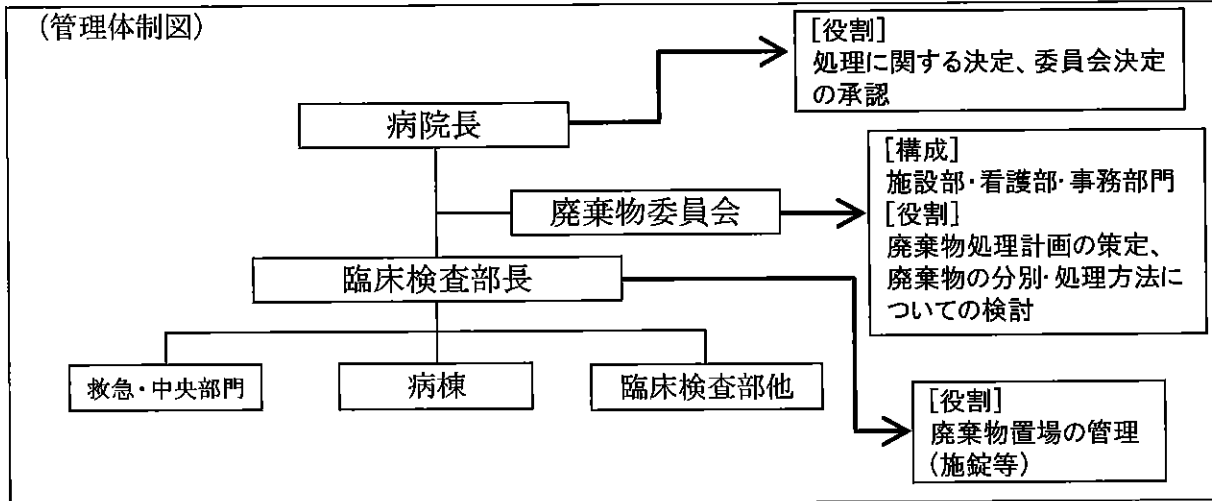 (管理体制図)
[役割]
処理に関する決定、委員会決定
の承認
病院長
[構成]
施設部・看護部・事務部門
[役割]
廃棄物処理計画の策定、
廃棄物の分別・処理方法に
ついての検討
廃棄物委員会
臨床検査部長
救急・中央部門
病棟
臨床検査部他
[役割]
廃棄物置場の管理
(施錠等)